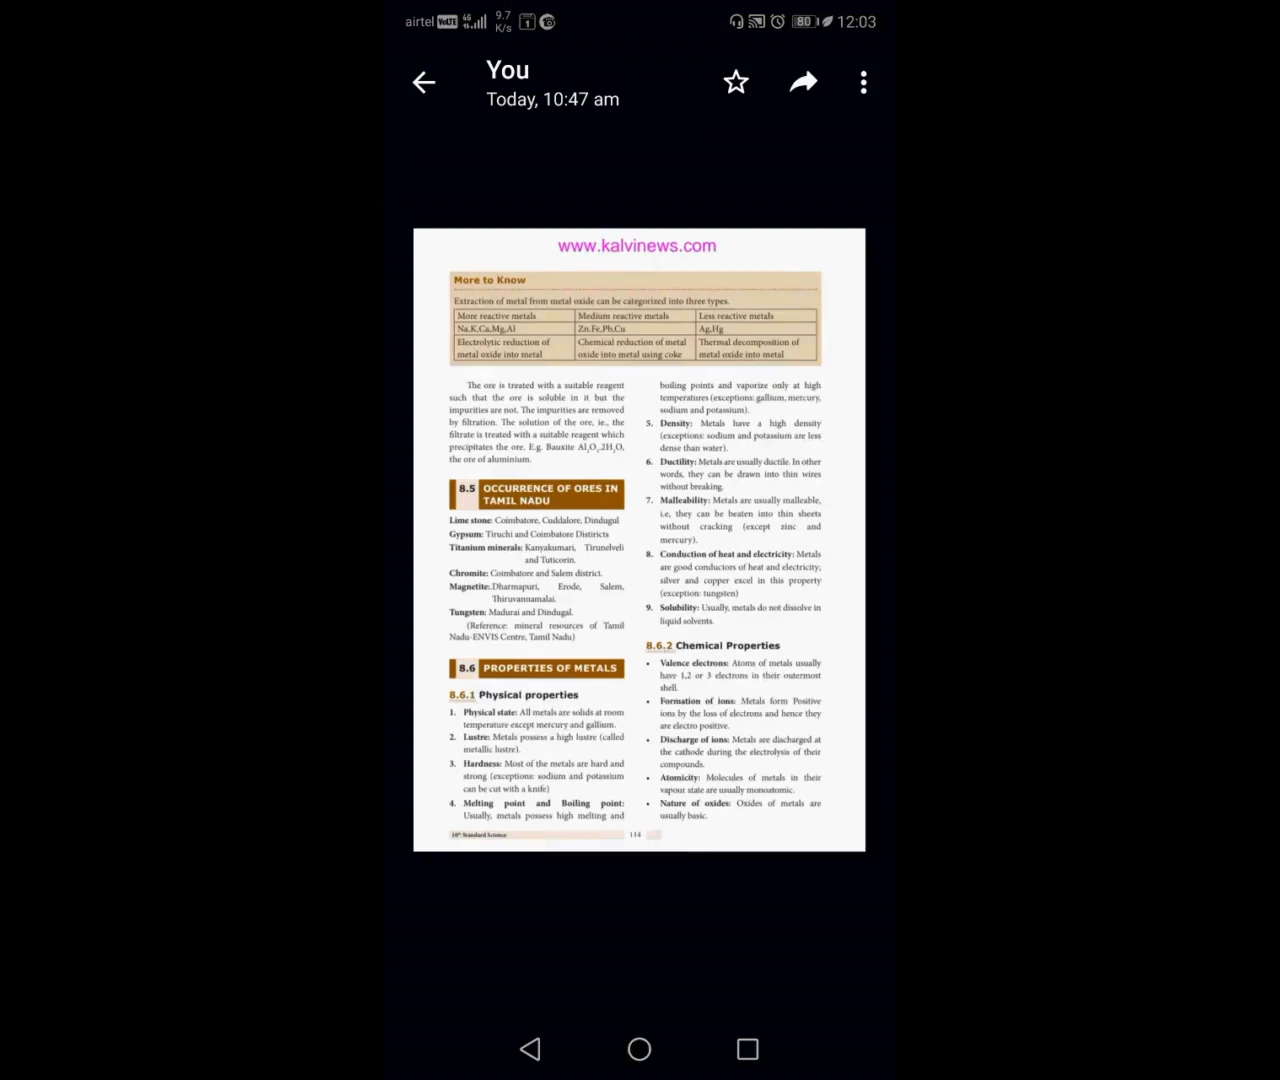 airtel VoLTE 4G 9.7 K/s 1 80 12:03
You
Today, 10:47 am
www.kalvinews.com
More to Know
Extraction of metal from metal oxide can be categorized into three types.
More reactive metals Medium reactive metals Less reactive metals
Na,K,Ca,Mg,Al Zn,Fe,Pb,Cu Ag,Hg
Electrolytic reduction of Chemical reduction of metal Thermal decomposition of
metal oxide into metal oxide into metal using coke metal oxide into metal
The ore is treated with a suitable reagent
such that the ore is soluble in it but the
impurities are not. The impurities are removed
by filtration. The solution of the ore, ie., the
filtrate is treated with a suitable reagent which
precipitates the ore. E.g. Bauxite Al₂O₃.2H₂O,
the ore of aluminium.
8.5 OCCURRENCE OF ORES IN
TAMIL NADU
Lime stone: Coimbatore, Cuddalore, Dindugul
Gypsum: Tiruchi and Coimbatore Distiricts
Titanium minerals: Kanyakumari, Tirunelveli
and Tuticorin.
Chromite: Coimbatore and Salem district.
Magnetite: Dharmapuri, Erode, Salem,
Thiruvannamalai.
Tungsten: Madurai and Dindugal.
(Reference: mineral resources of Tamil
Nadu-ENVIS Centre, Tamil Nadu)
8.6 PROPERTIES OF METALS
8.6.1 Physical properties
1. Physical state: All metals are solids at room
temperature except mercury and gallium.
2. Lustre: Metals possess a high lustre (called
metallic lustre).
3. Hardness: Most of the metals are hard and
strong (exceptions: sodium and potassium
can be cut with a knife)
4. Melting point and Boiling point:
Usually, metals possess high melting and
boiling points and vaporize only at high
temperatures (exceptions: gallium, mercury,
sodium and potassium).
5. Density: Metals have a high density
(exceptions: sodium and potassium are less
dense than water).
6. Ductility: Metals are usually ductile. In other
words, they can be drawn into thin wires
without breaking.
7. Malleability: Metals are usually malleable,
i.e, they can be beaten into thin sheets
without cracking (except zinc and
mercury).
8. Conduction of heat and electricity: Metals
are good conductors of heat and electricity;
silver and copper excel in this property
(exception: tungsten)
9. Solubility: Usually, metals do not dissolve in
liquid solvents.
8.6.2 Chemical Properties
• Valence electrons: Atoms of metals usually
have 1,2 or 3 electrons in their outermost
shell.
• Formation of ions: Metals form Positive
ions by the loss of electrons and hence they
are electro positive.
• Discharge of ions: Metals are discharged at
the cathode during the electrolysis of their
compounds.
• Atomicity: Molecules of metals in their
vapour state are usually monoatomic.
• Nature of oxides: Oxides of metals are
usually basic.
10th Standard Science 114